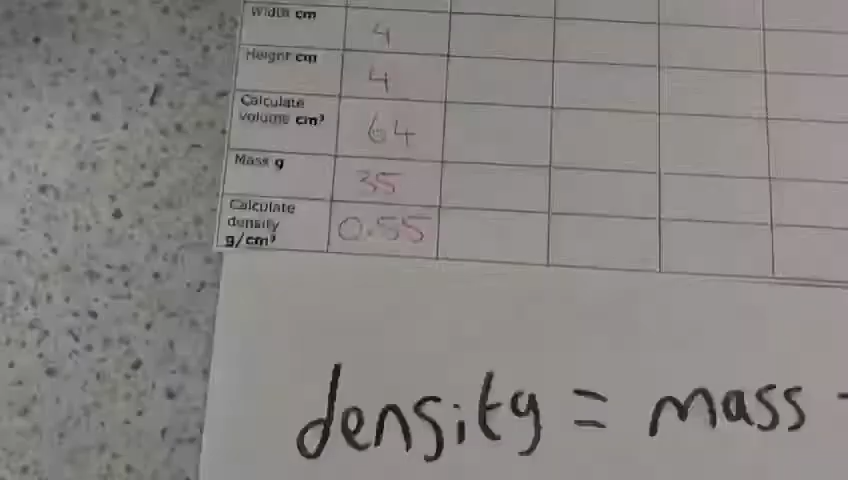 Width cm 4
Height cm 4
Calculate
volume cm³ 64
Mass g 35
Calculate
density
g/cm³ 0.55
density = mass